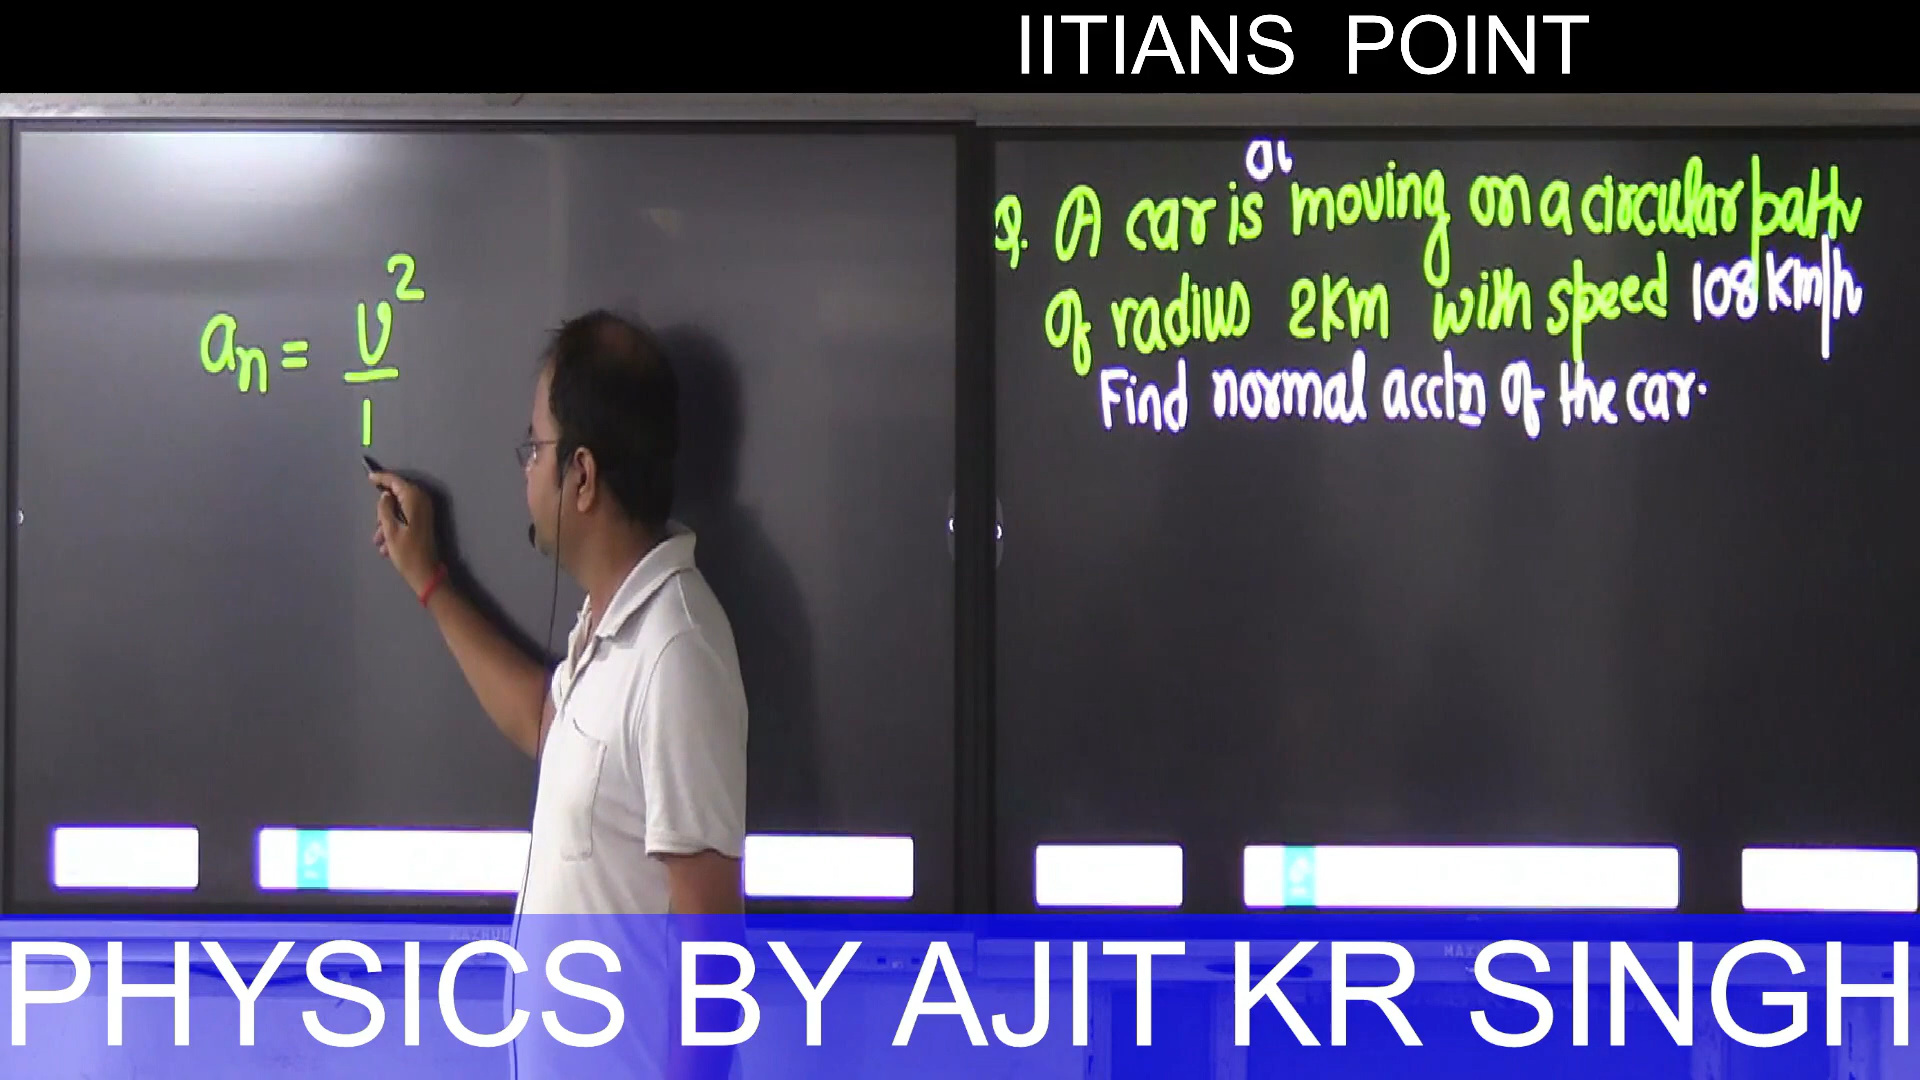 IITIANS POINT
aₙ = v²
1
Q. A car is moving on a circular path
of radius 2Km with speed 108 Km/h
Find normal accln of the car.
PHYSICS BY AJIT KR SINGH